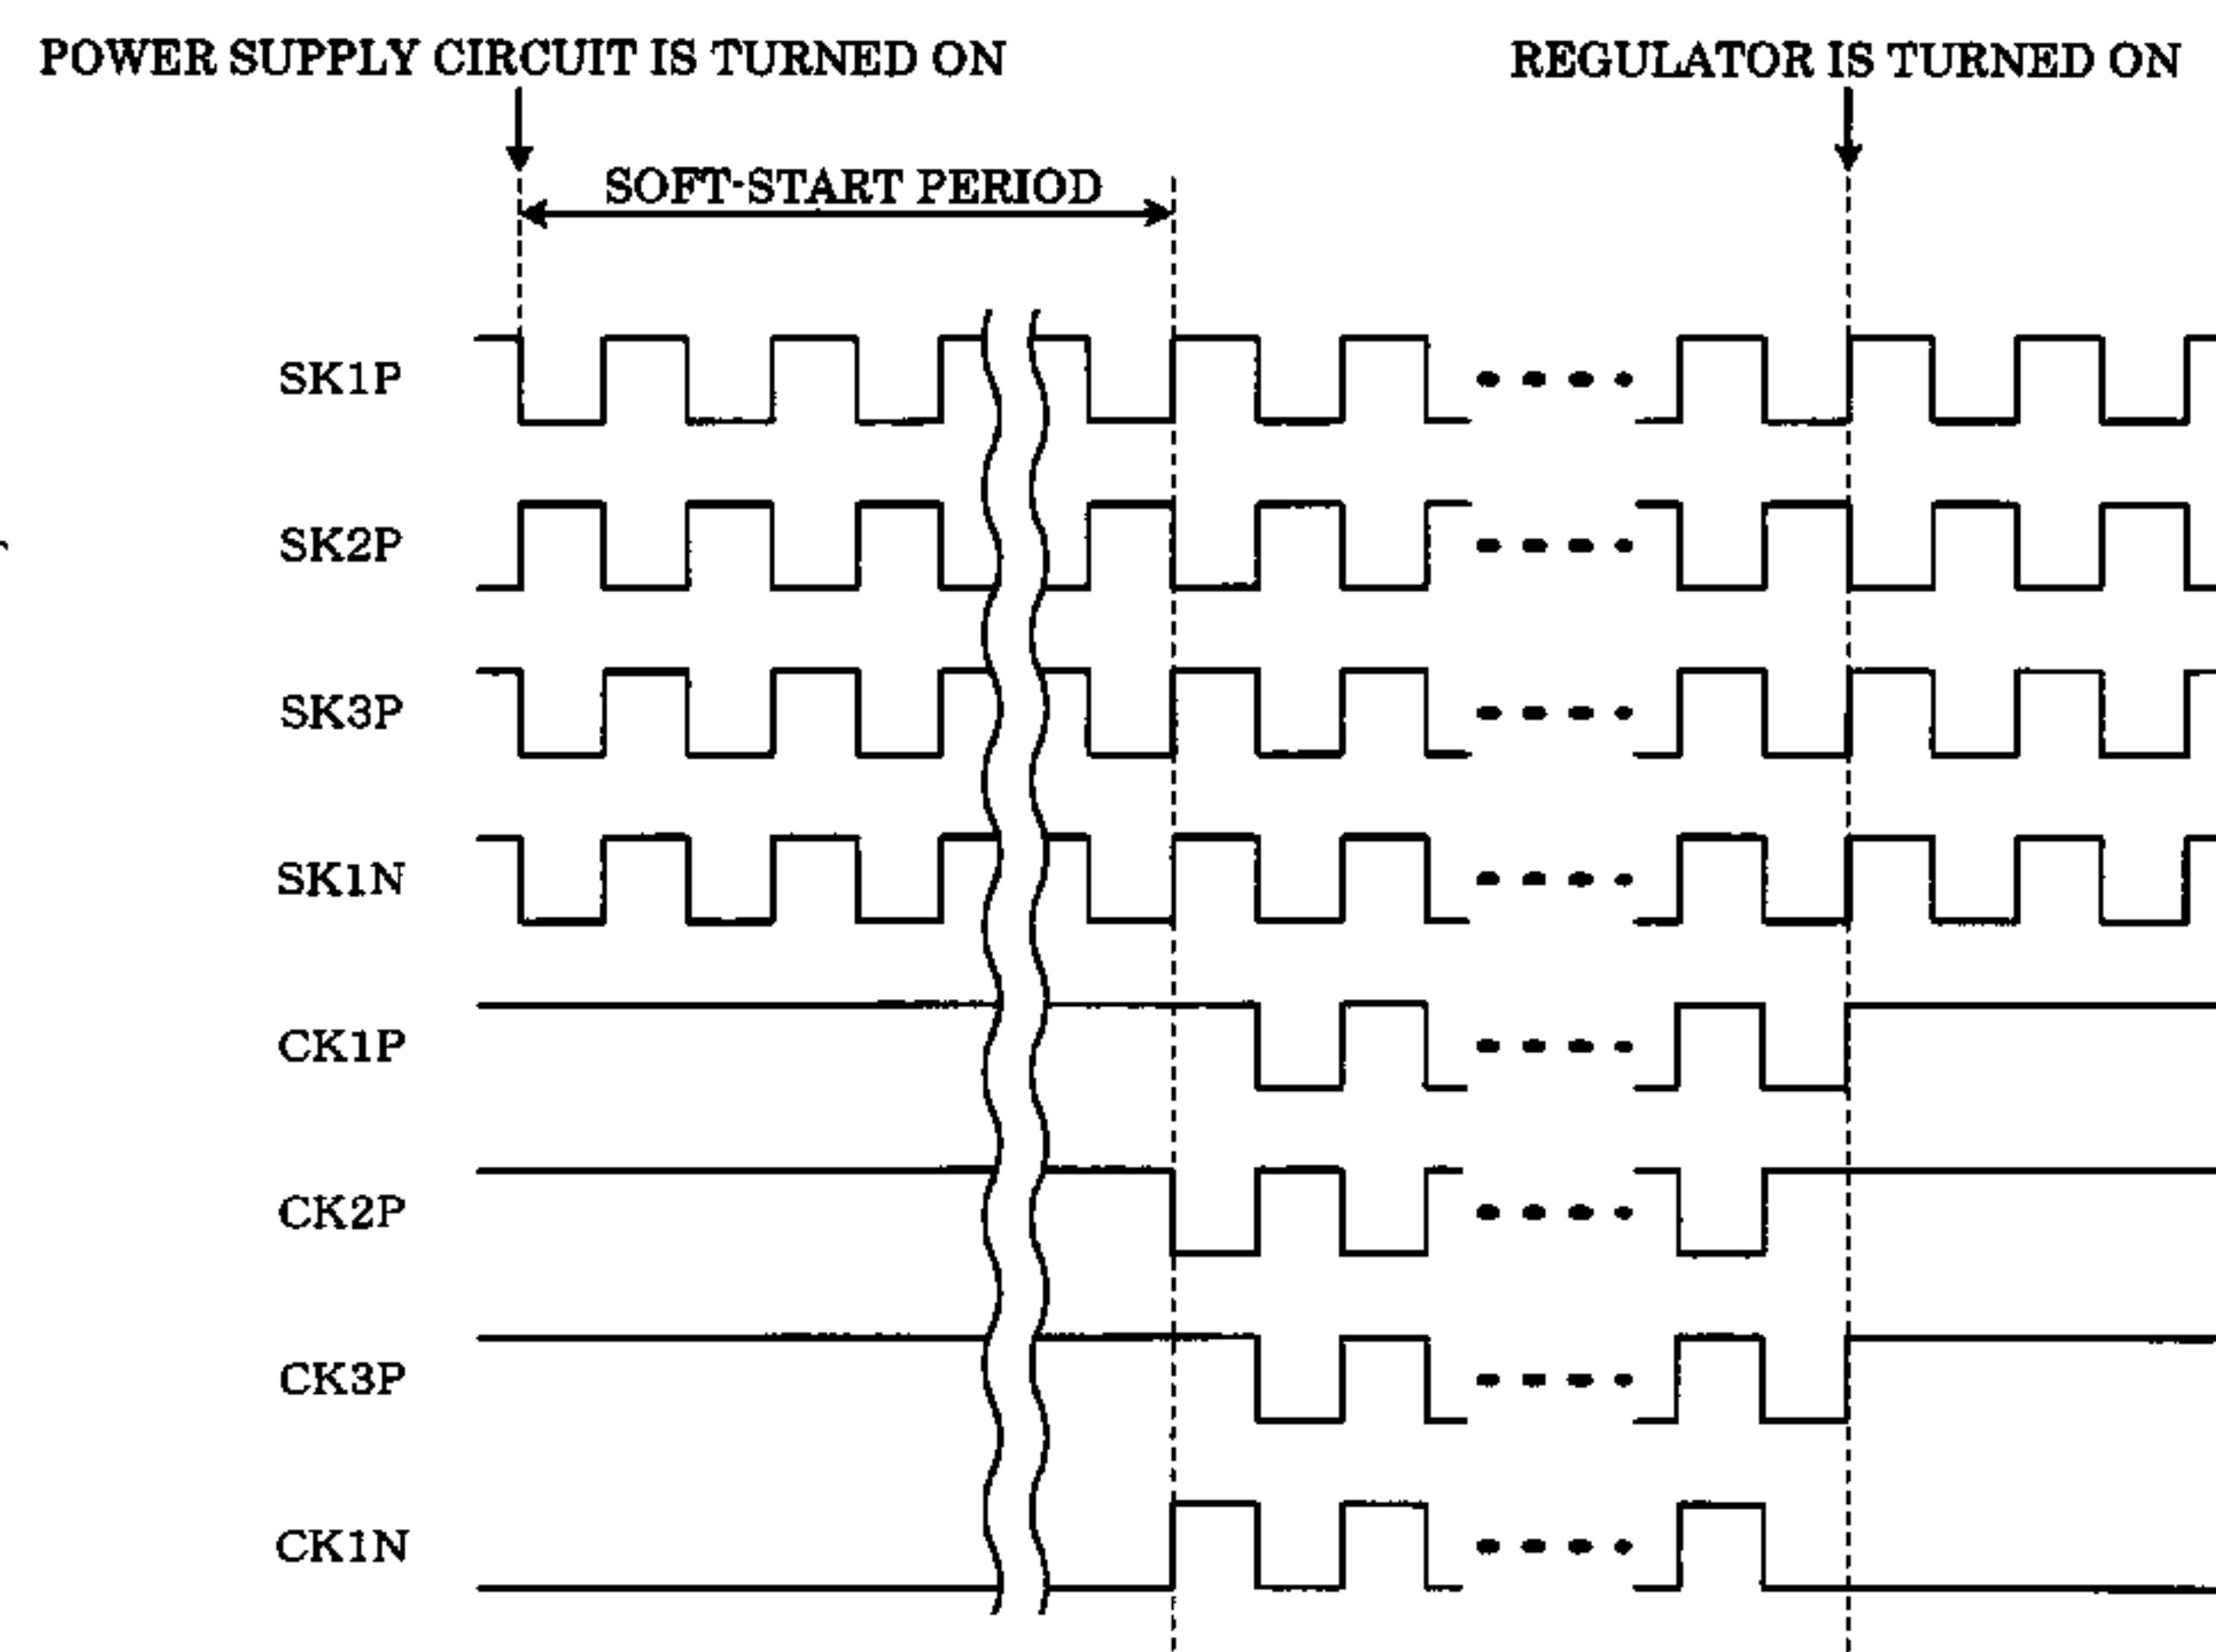 POWER SUPPLY CIRCUIT IS TURNED ON
REGULATOR IS TURNED ON
SOFT-START PERIOD
SK1P
SK2P
SK3P
SK1N
CK1P
CK2P
CK3P
CK1N